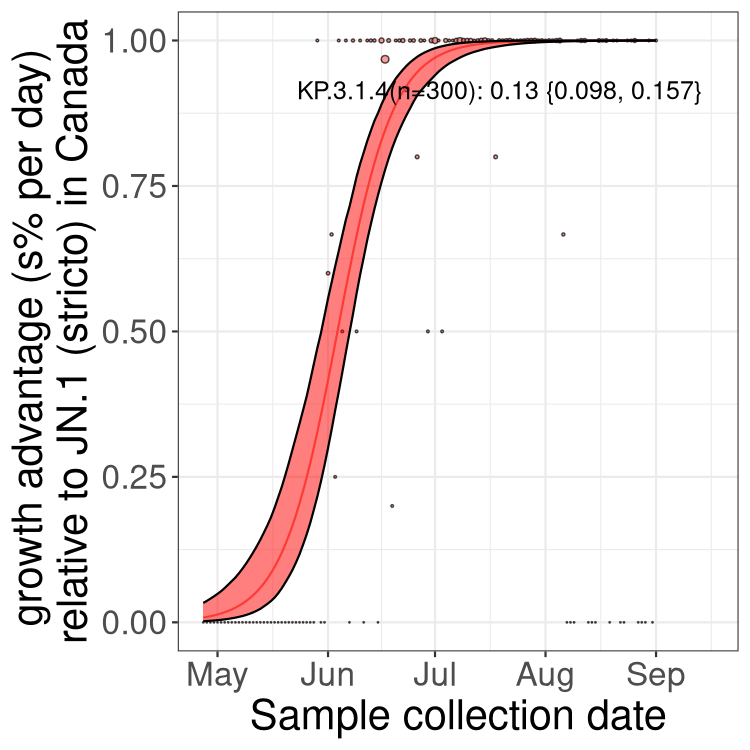 growth advantage (s% per day)
relative to JN.1 (stricto) in Canada
1.00
0.75
0.50
0.25
0.00
KP.3.1.4(n=300): 0.13 {0.098, 0.157}
May Jun Jul Aug Sep
Sample collection date